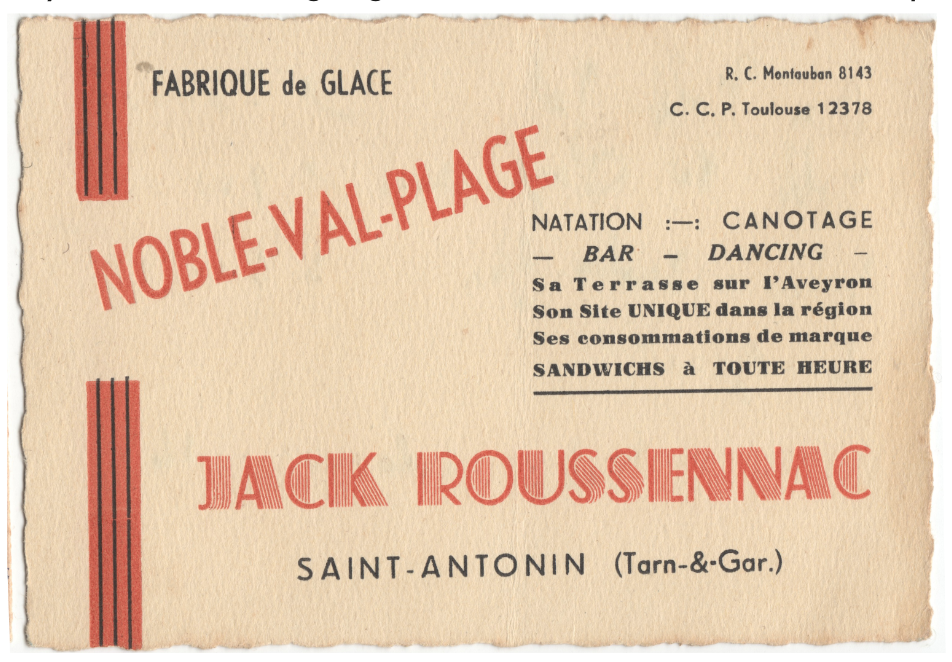 FABRIQUE de GLACE
R. C. Montauban 8143
C. C. P. Toulouse 12378
NOBLE-VAL-PLAGE
NATATION :—: CANOTAGE
— BAR — DANCING —
Sa Terrasse sur l'Aveyron
Son Site UNIQUE dans la région
Ses consommations de marque
SANDWICHS à TOUTE HEURE
JACK ROUSSENNAC
SAINT-ANTONIN (Tarn-&-Gar.)